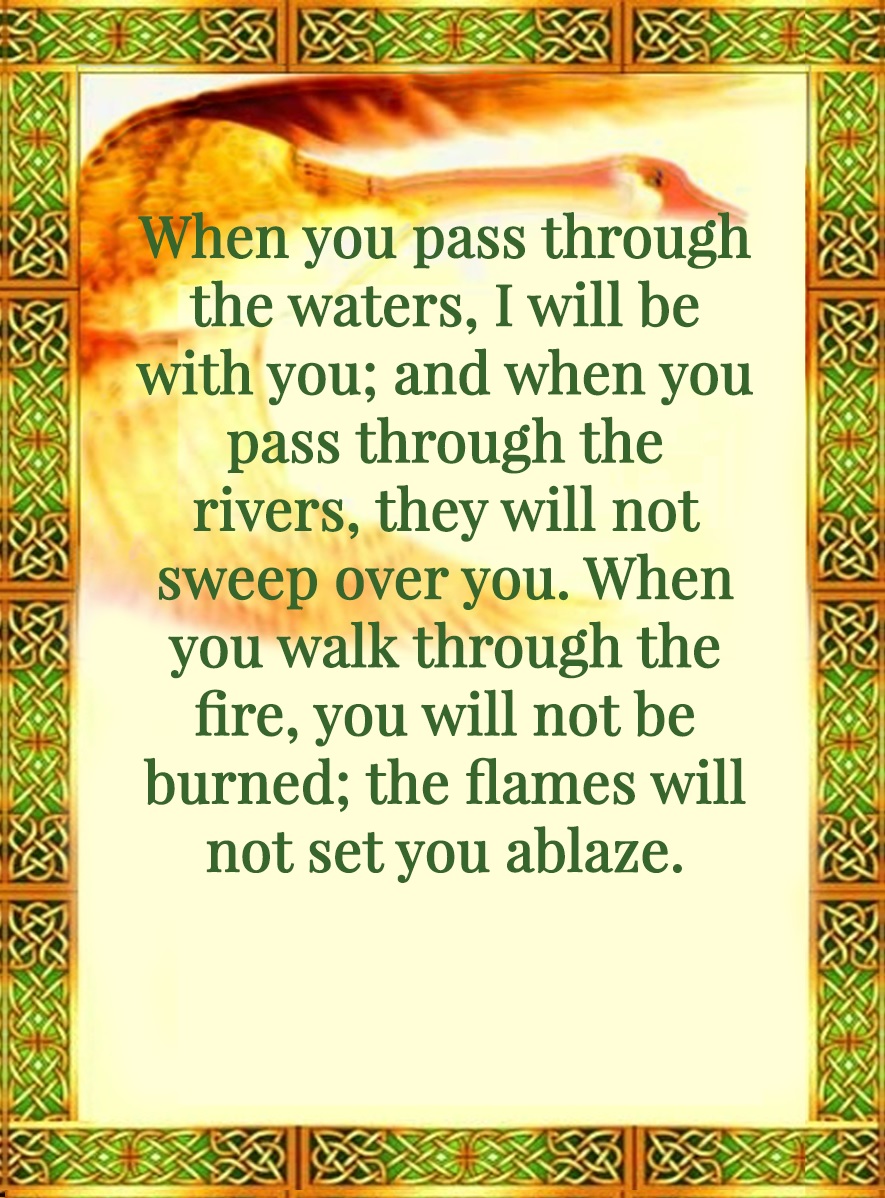 When you pass through
the waters, I will be
with you; and when you
pass through the
rivers, they will not
sweep over you. When
you walk through the
fire, you will not be
burned; the flames will
not set you ablaze.